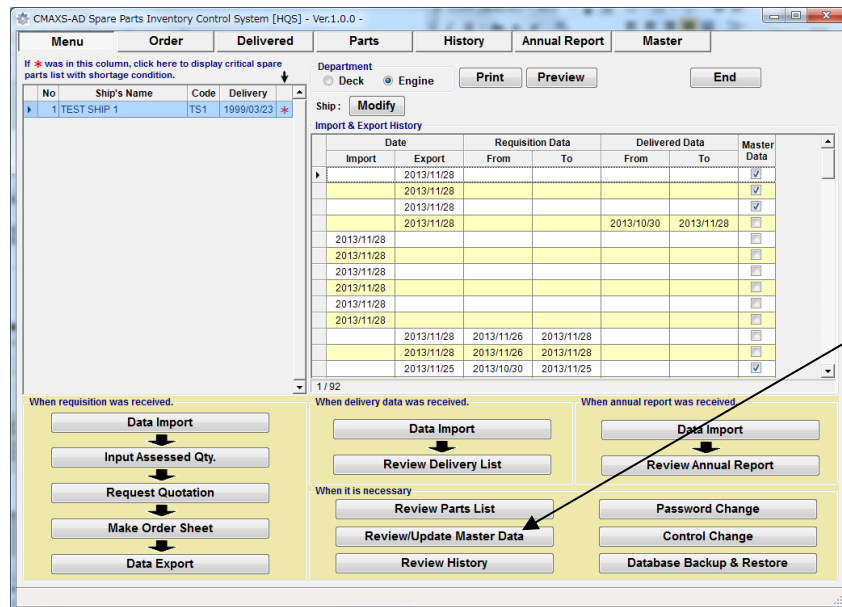 CMAXS-AD Spare Parts Inventory Control System [HQS] - Ver.1.0.0 -
Menu Order Delivered Parts History Annual Report Master
If * was in this column, click here to display critical spare
parts list with shortage condition.
No Ship's Name Code Delivery
1 TEST SHIP 1 TS1 1999/03/23 *
Department
Deck Engine Print Preview End
Ship : Modify
Import & Export History
Date Requisition Data Delivered Data Master
Import Export From To From To Data
2013/11/28
2013/11/28
2013/11/28
2013/11/28 2013/10/30 2013/11/28
2013/11/28
2013/11/28
2013/11/28
2013/11/28
2013/11/28
2013/11/28
2013/11/28 2013/11/26 2013/11/28
2013/11/28 2013/11/26 2013/11/28
2013/11/25 2013/10/30 2013/11/25
1 / 92
When requisition was received.
Data Import
Input Assessed Qty.
Request Quotation
Make Order Sheet
Data Export
When delivery data was received.
Data Import
Review Delivery List
When annual report was received.
Data Import
Review Annual Report
When it is necessary
Review Parts List Password Change
Review/Update Master Data Control Change
Review History Database Backup & Restore